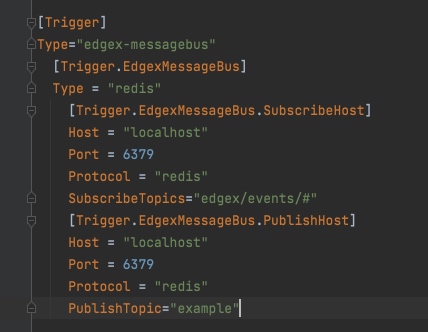 [Trigger]
Type="edgex-messagebus"
[Trigger.EdgexMessageBus]
Type = "redis"
[Trigger.EdgexMessageBus.SubscribeHost]
Host = "localhost"
Port = 6379
Protocol = "redis"
SubscribeTopics="edgex/events/#"
[Trigger.EdgexMessageBus.PublishHost]
Host = "localhost"
Port = 6379
Protocol = "redis"
PublishTopic="example"